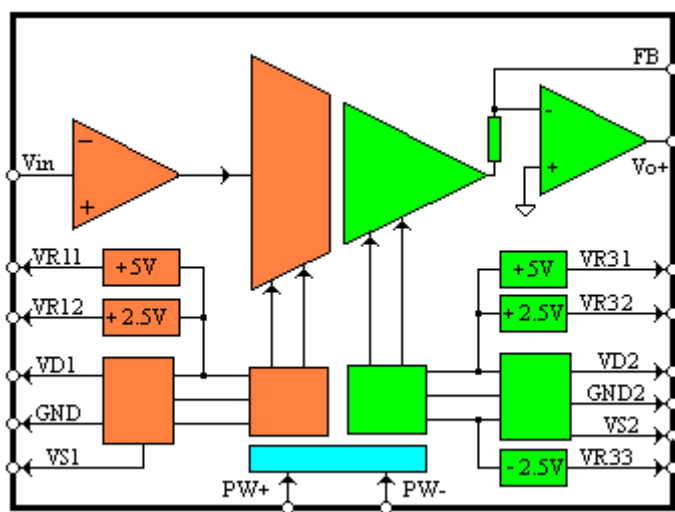 FB
Vin
-
+
-
+
Vo+
VR11
+5V
+5V
VR31
VR12
+2.5V
+2.5V
VR32
VD1
VD2
GND
GND2
VS2
VS1
-2.5V
VR33
PW+
PW-